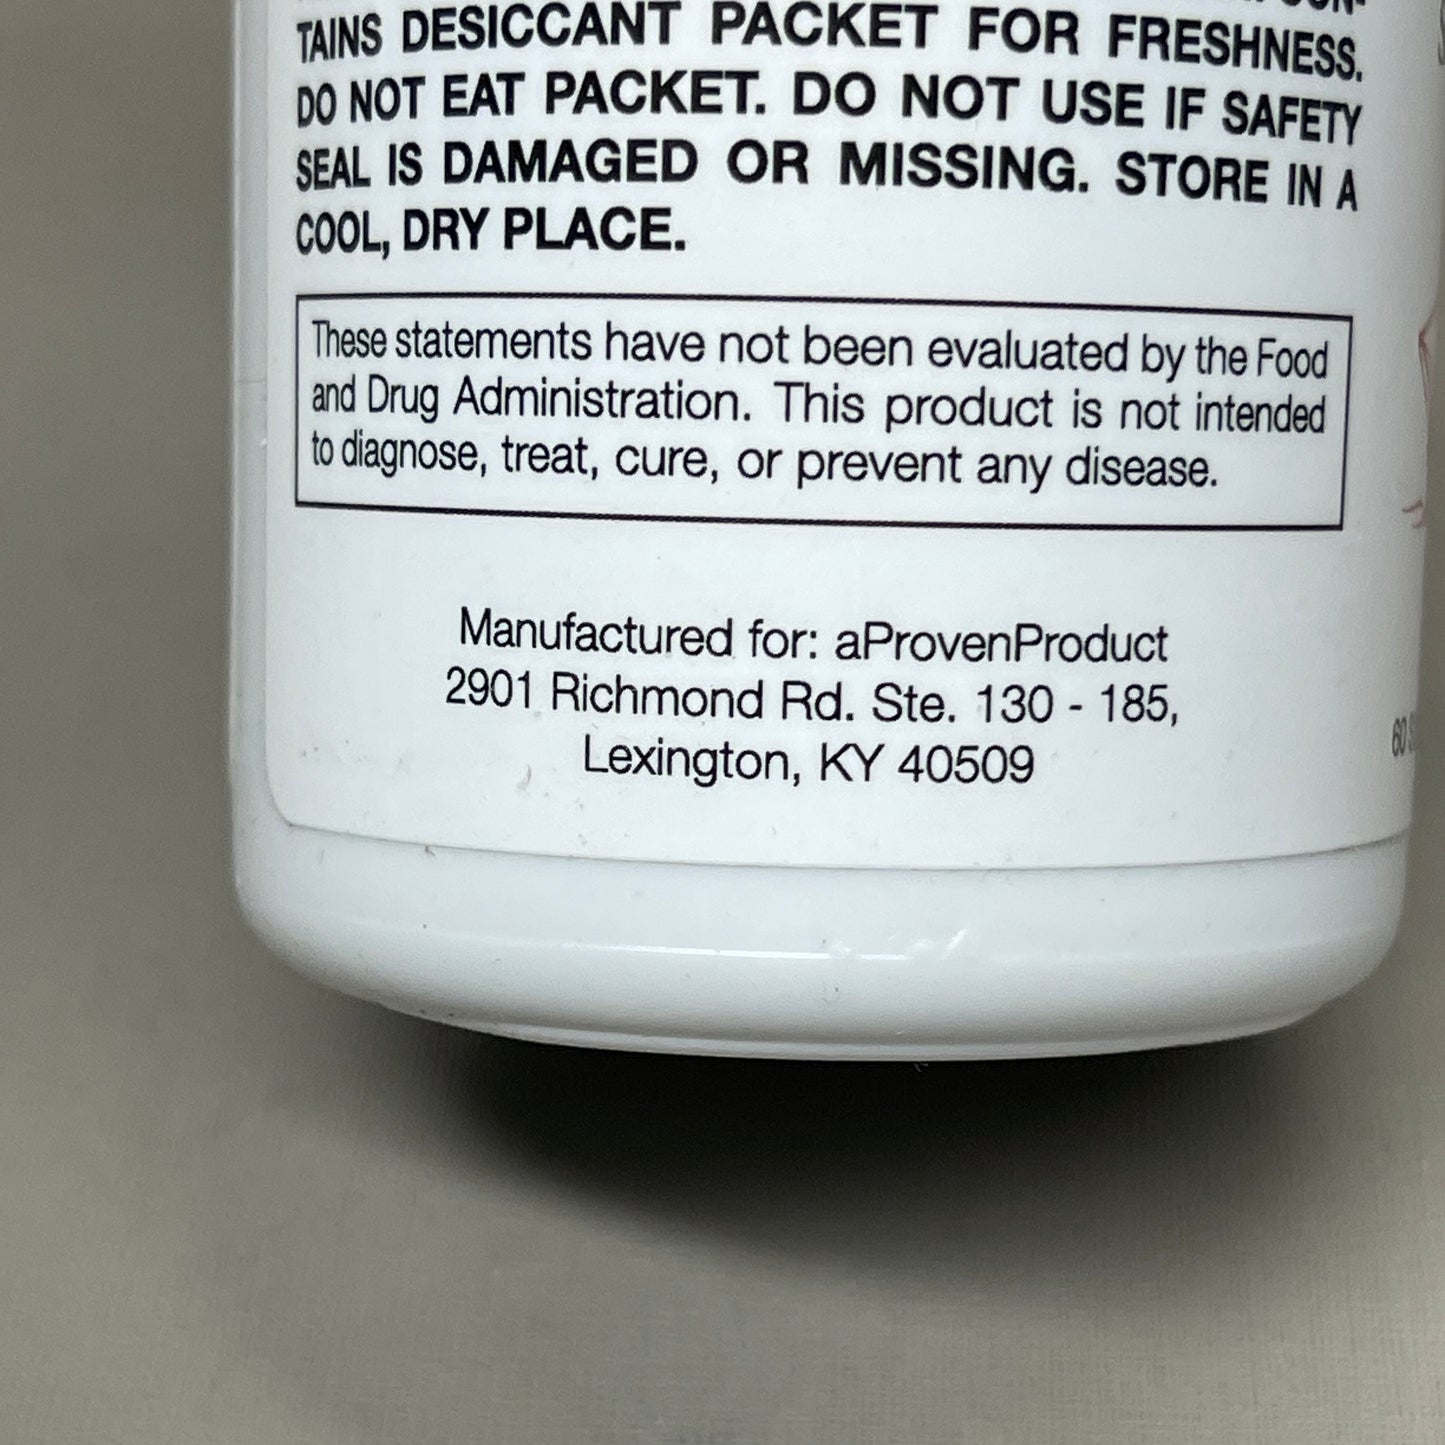 TAINS DESICCANT PACKET FOR FRESHNESS.
DO NOT EAT PACKET. DO NOT USE IF SAFETY
SEAL IS DAMAGED OR MISSING. STORE IN A
COOL, DRY PLACE.
These statements have not been evaluated by the Food
and Drug Administration. This product is not intended
to diagnose, treat, cure, or prevent any disease.
Manufactured for: aProvenProduct
2901 Richmond Rd. Ste. 130 - 185,
Lexington, KY 40509
60